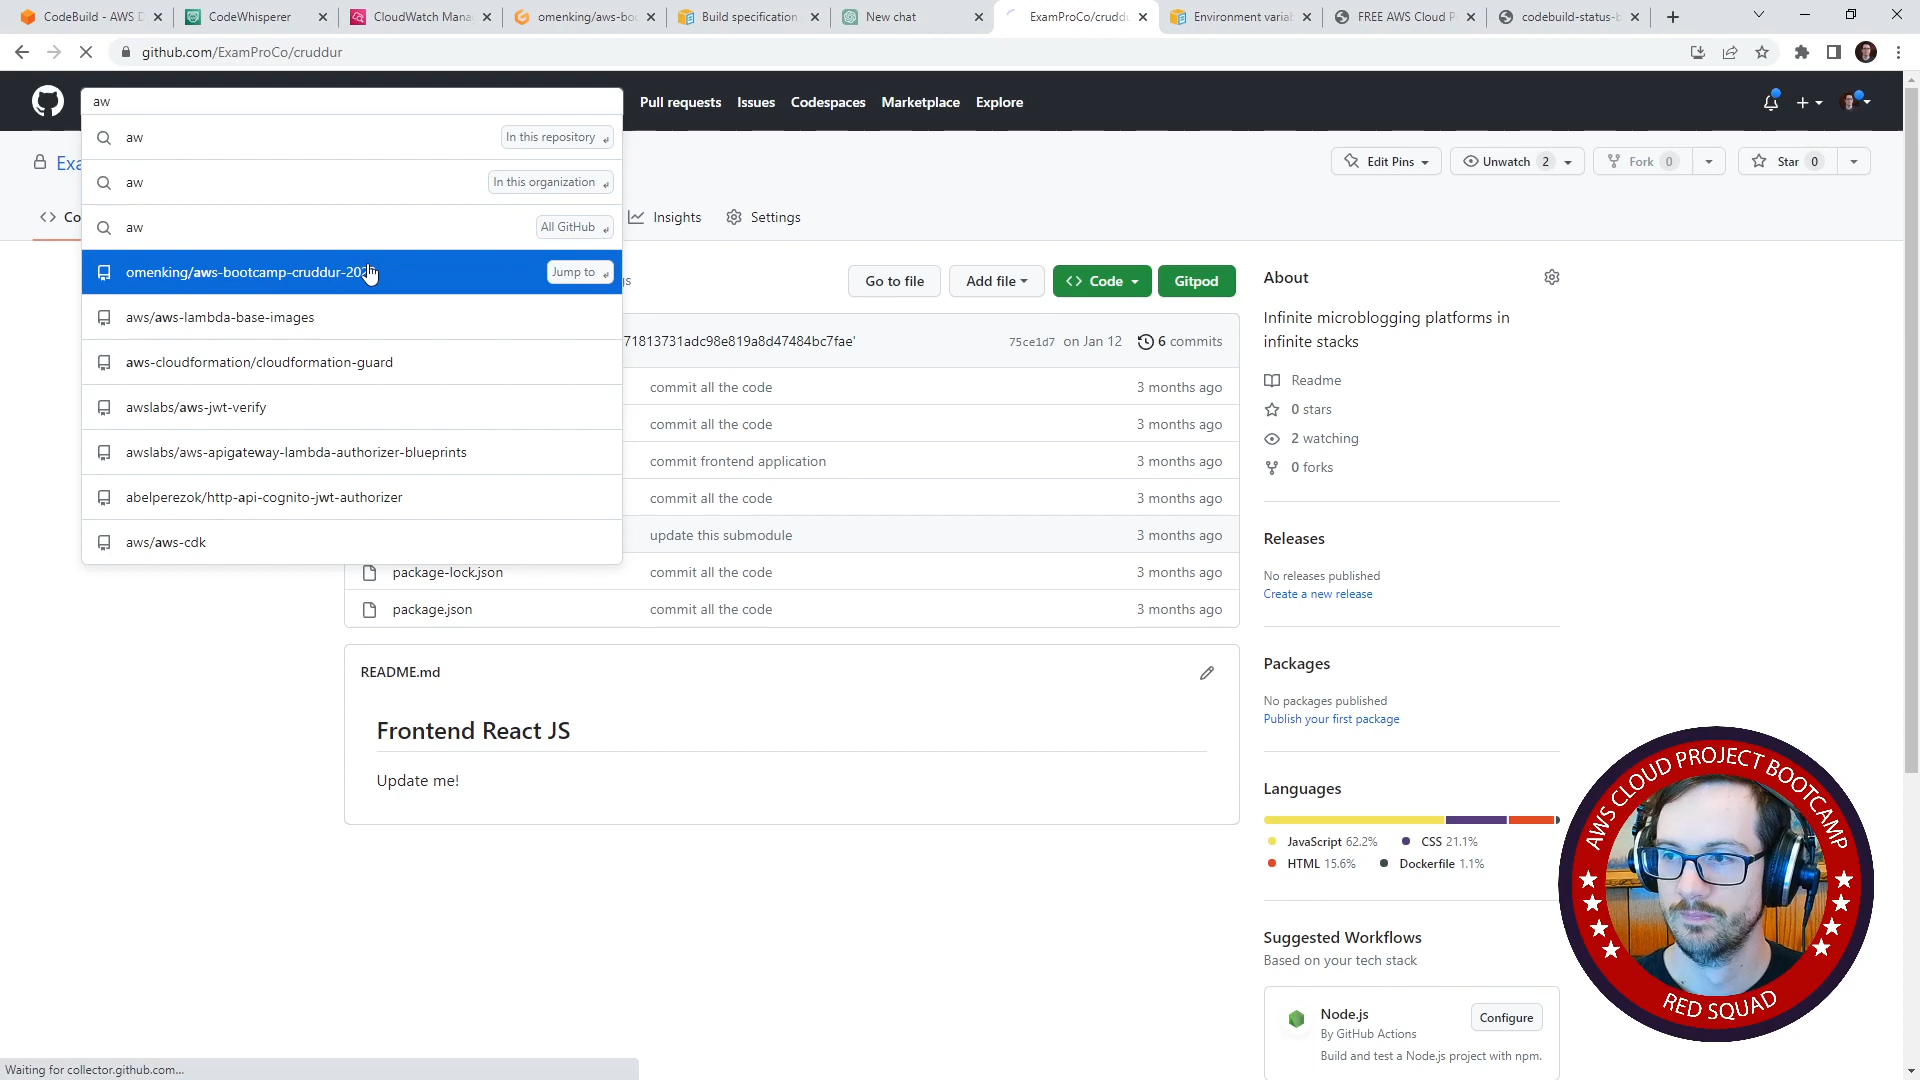 CodeBuild - AWS D
CodeWhisperer
CloudWatch Mana
omenking/aws-boo
Build specification
New chat
ExamProCo/cruddu
Environment varia
FREE AWS Cloud P
codebuild-status-b
github.com/ExamProCo/cruddur
aw
Pull requests
Issues
Codespaces
Marketplace
Explore
aw
In this repository
aw
In this organization
aw
All GitHub
omenking/aws-bootcamp-cruddur-202
Jump to
aws/aws-lambda-base-images
aws-cloudformation/cloudformation-guard
awslabs/aws-jwt-verify
awslabs/aws-apigateway-lambda-authorizer-blueprints
abelperezok/http-api-cognito-jwt-authorizer
aws/aws-cdk
Exa
Edit Pins
Unwatch 2
Fork 0
Star 0
Co
Insights
Settings
gs
Go to file
Add file
Code
Gitpod
71813731adc98e819a8d47484bc7fae'
75ce1d7 on Jan 12
6 commits
commit all the code
3 months ago
commit all the code
3 months ago
commit frontend application
3 months ago
commit all the code
3 months ago
update this submodule
3 months ago
package-lock.json
commit all the code
3 months ago
package.json
commit all the code
3 months ago
README.md
Frontend React JS
Update me!
About
Infinite microblogging platforms in
infinite stacks
Readme
0 stars
2 watching
0 forks
Releases
No releases published
Create a new release
Packages
No packages published
Publish your first package
Languages
JavaScript 62.2%
CSS 21.1%
HTML 15.6%
Dockerfile 1.1%
Suggested Workflows
Based on your tech stack
Node.js
By GitHub Actions
Configure
Build and test a Node.js project with npm.
AWS CLOUD PROJECT BOOTCAMP
RED SQUAD
Waiting for collector.github.com...